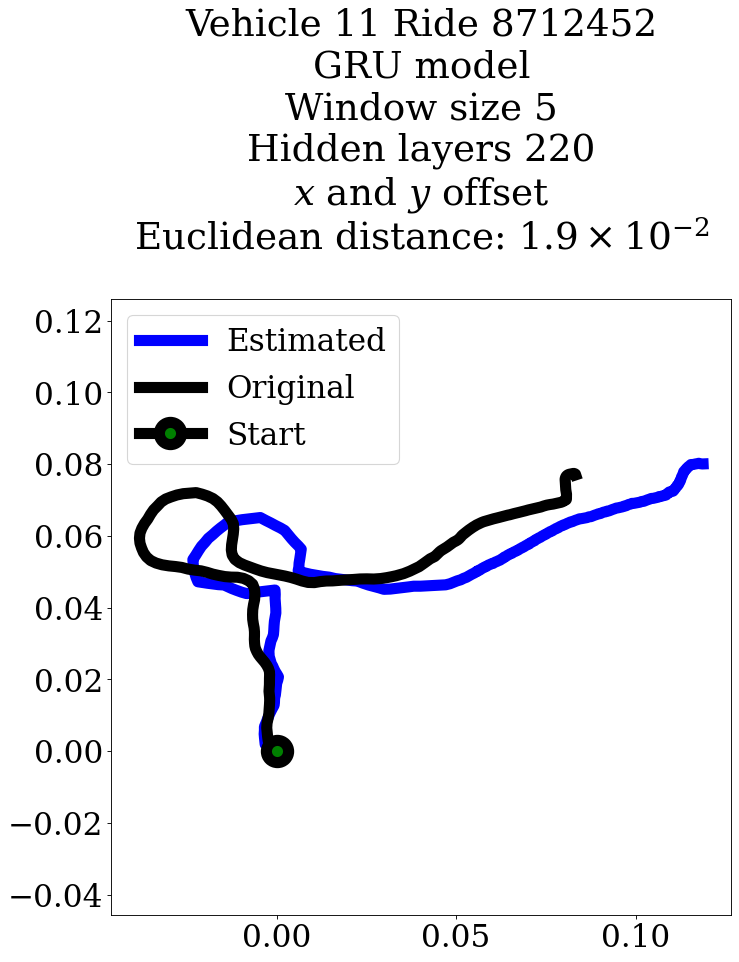 Vehicle 11 Ride 8712452
GRU model
Window size 5
Hidden layers 220
x and y offset
Euclidean distance: 1.9 × 10⁻²
Estimated
Original
Start
0.12
0.10
0.08
0.06
0.04
0.02
0.00
−0.02
−0.04
0.00 0.05 0.10